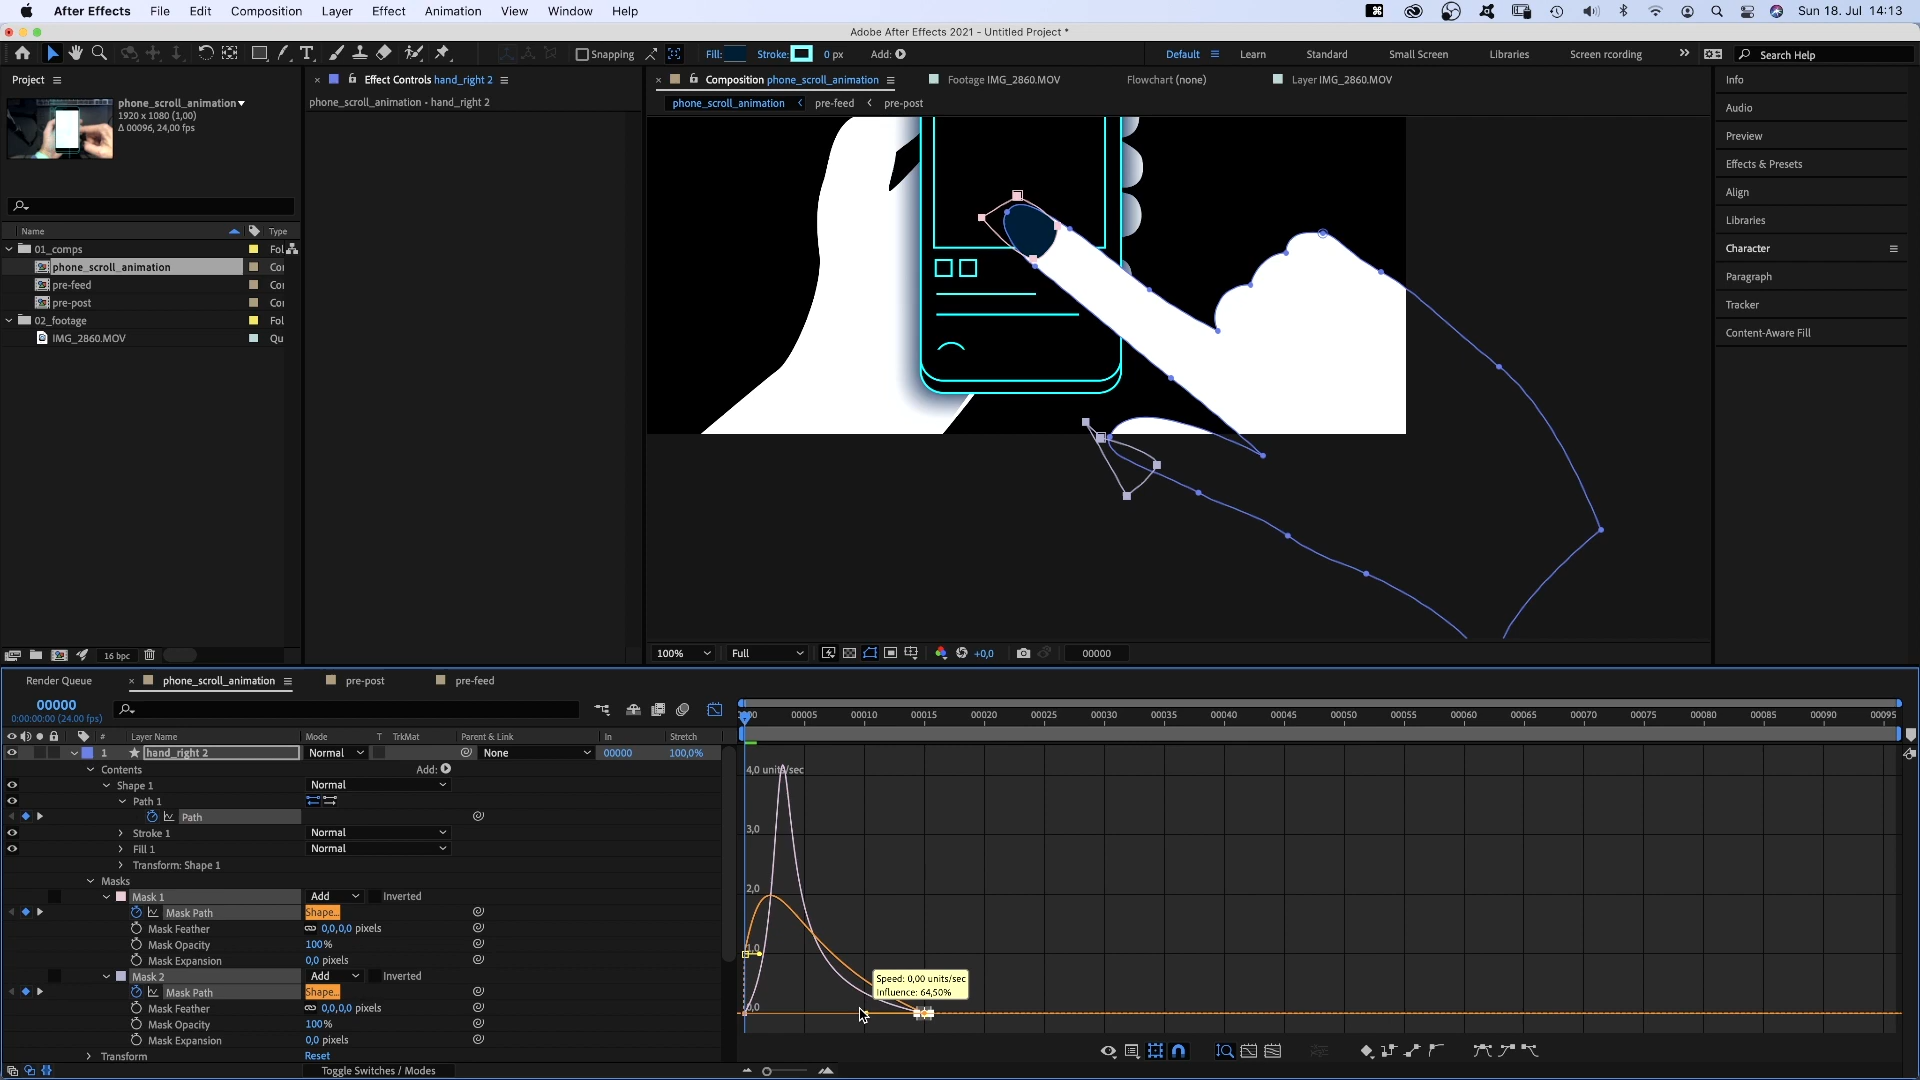 After Effects File Edit Composition Layer Effect Animation View Window Help Sun 18. Jul 14:13
Adobe After Effects 2021 - Untitled Project *
Snapping Fill: Stroke: 0 px Add: Default Learn Standard Small Screen Libraries Screen rcording Search Help
Project
phone_scroll_animation
1920 x 1080 (1,00)
Δ 00096, 24,00 fps
Name Type
01_comps Fol
phone_scroll_animation Cor
pre-feed Cor
pre-post Cor
02_footage Fol
IMG_2860.MOV Qu
16 bpc
Effect Controls hand_right 2
phone_scroll_animation • hand_right 2
Composition phone_scroll_animation Footage IMG_2860.MOV Flowchart (none) Layer IMG_2860.MOV
phone_scroll_animation pre-feed pre-post
100% Full +0,0 00000
Info
Audio
Preview
Effects & Presets
Align
Libraries
Character
Paragraph
Tracker
Content-Aware Fill
Render Queue phone_scroll_animation pre-post pre-feed
00000
0:00:00:00 (24.00 fps)
# Layer Name Mode T TrkMat Parent & Link In Stretch
1 hand_right 2 Normal None 00000 100,0%
Contents Add:
Shape 1 Normal
Path 1
Path
Stroke 1 Normal
Fill 1 Normal
Transform: Shape 1
Masks
Mask 1 Add Inverted
Mask Path Shape...
Mask Feather 0,0,0,0 pixels
Mask Opacity 100%
Mask Expansion 0,0 pixels
Mask 2 Add Inverted
Mask Path Shape...
Mask Feather 0,0,0,0 pixels
Mask Opacity 100%
Mask Expansion 0,0 pixels
Transform Reset
Toggle Switches / Modes
00005 00010 00015 00020 00025 00030 00035 00040 00045 00050 00055 00060 00065 00070 00075 00080 00085 00090 00095
4,0 units/sec
3,0
2,0
1,0
0,0
Speed: 0,00 units/sec
Influence: 64,50%